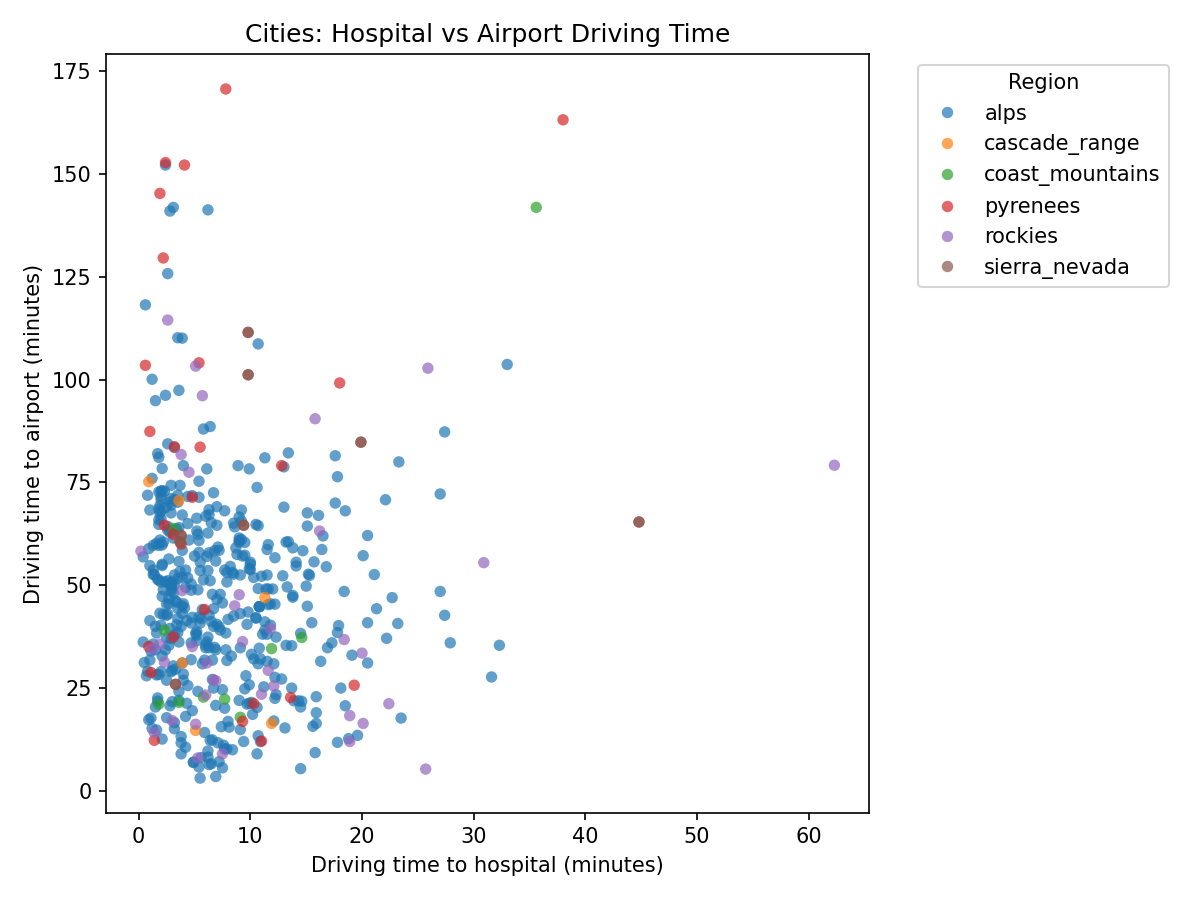 Cities: Hospital vs Airport Driving Time
Region
alps
cascade_range
coast_mountains
pyrenees
rockies
sierra_nevada
Driving time to airport (minutes)
175
150
125
100
75
50
25
0
0 10 20 30 40 50 60
Driving time to hospital (minutes)